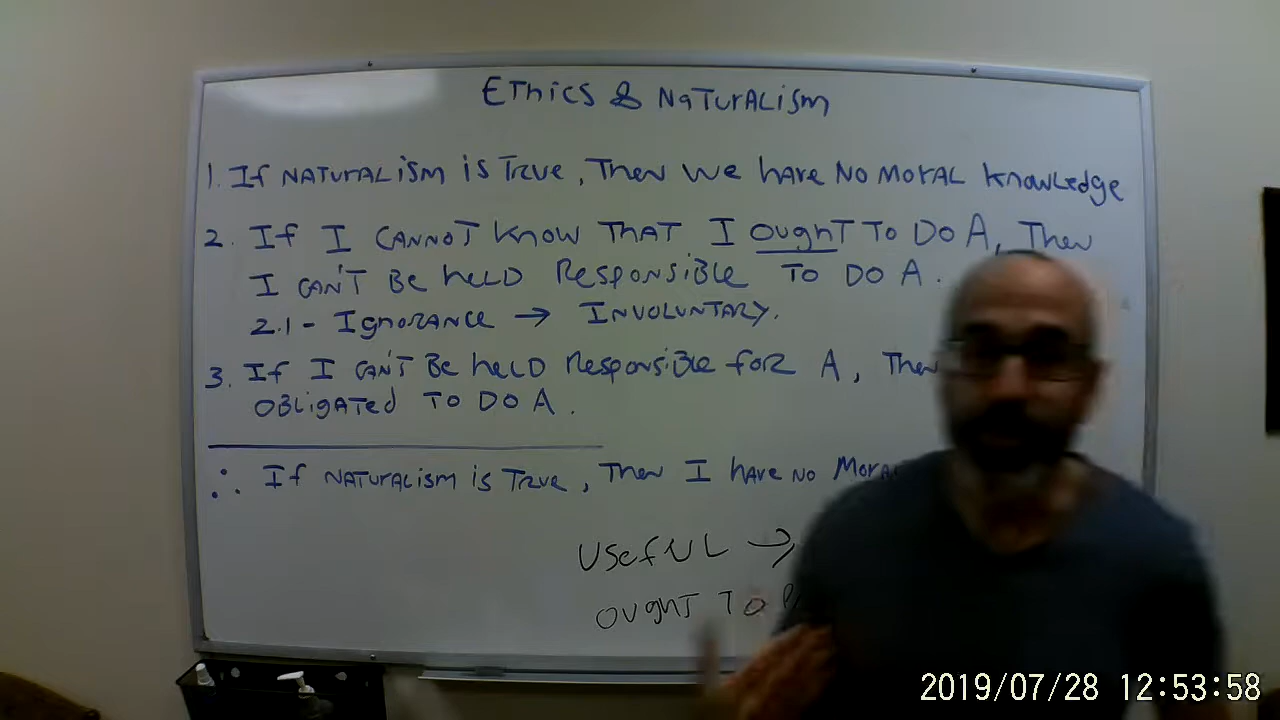 Ethics & Naturalism
1. If Naturalism is True, Then we have no moral knowledge
2. If I cannot know that I ought to do A, Then
I can't be held responsible to do A.
2.1 - Ignorance → Involuntary.
3. If I can't be held responsible for A,
obligated to do A.
∴ If Naturalism is True, Then I have no
Useful →
ought to
2019/07/28 12:53:58